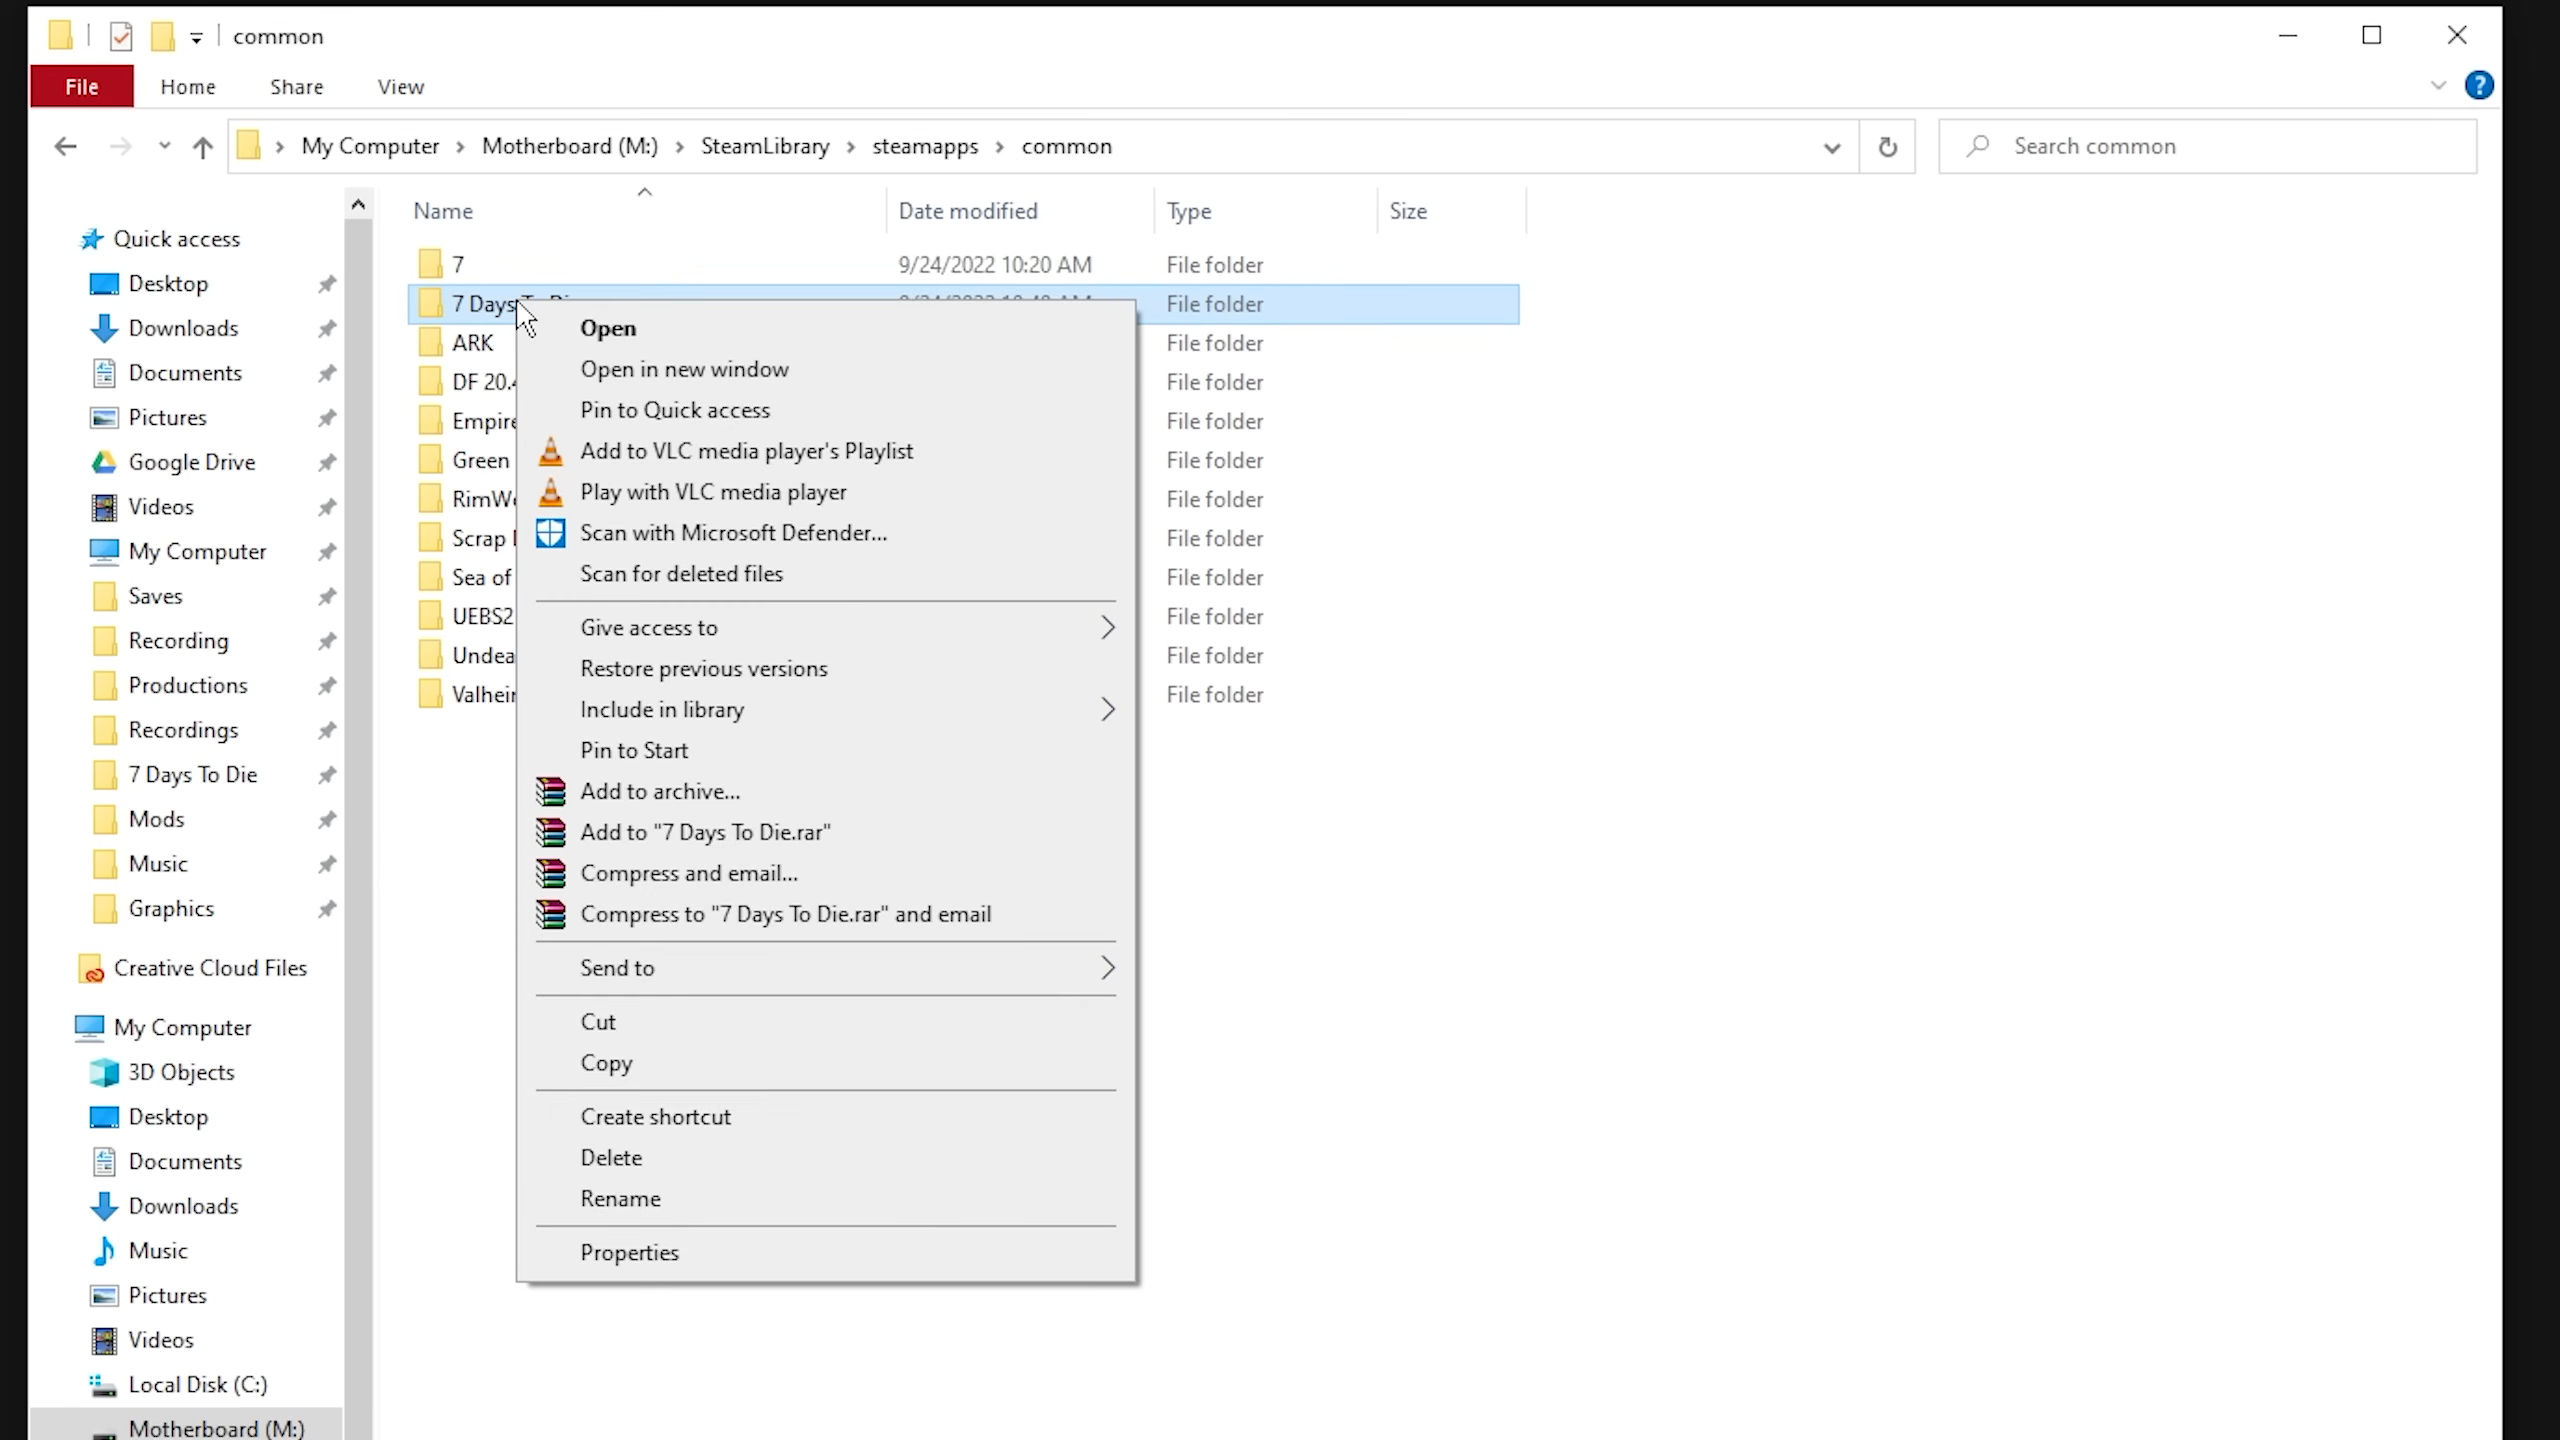 common
File Home Share View
My Computer Motherboard (M:) SteamLibrary steamapps common
Search common
Name Date modified Type Size
Quick access
Desktop
Downloads
Documents
Pictures
Google Drive
Videos
My Computer
Saves
Recording
Productions
Recordings
7 Days To Die
Mods
Music
Graphics
Creative Cloud Files
My Computer
3D Objects
Desktop
Documents
Downloads
Music
Pictures
Videos
Local Disk (C:)
Motherboard (M:)
7 9/24/2022 10:20 AM File folder
7 Days File folder
ARK File folder
DF 20.4 File folder
Empire File folder
Green File folder
RimWo File folder
Scrap File folder
Sea of File folder
UEBS2 File folder
Undea File folder
Valheim File folder
Open
Open in new window
Pin to Quick access
Add to VLC media player's Playlist
Play with VLC media player
Scan with Microsoft Defender...
Scan for deleted files
Give access to
Restore previous versions
Include in library
Pin to Start
Add to archive...
Add to "7 Days To Die.rar"
Compress and email...
Compress to "7 Days To Die.rar" and email
Send to
Cut
Copy
Create shortcut
Delete
Rename
Properties